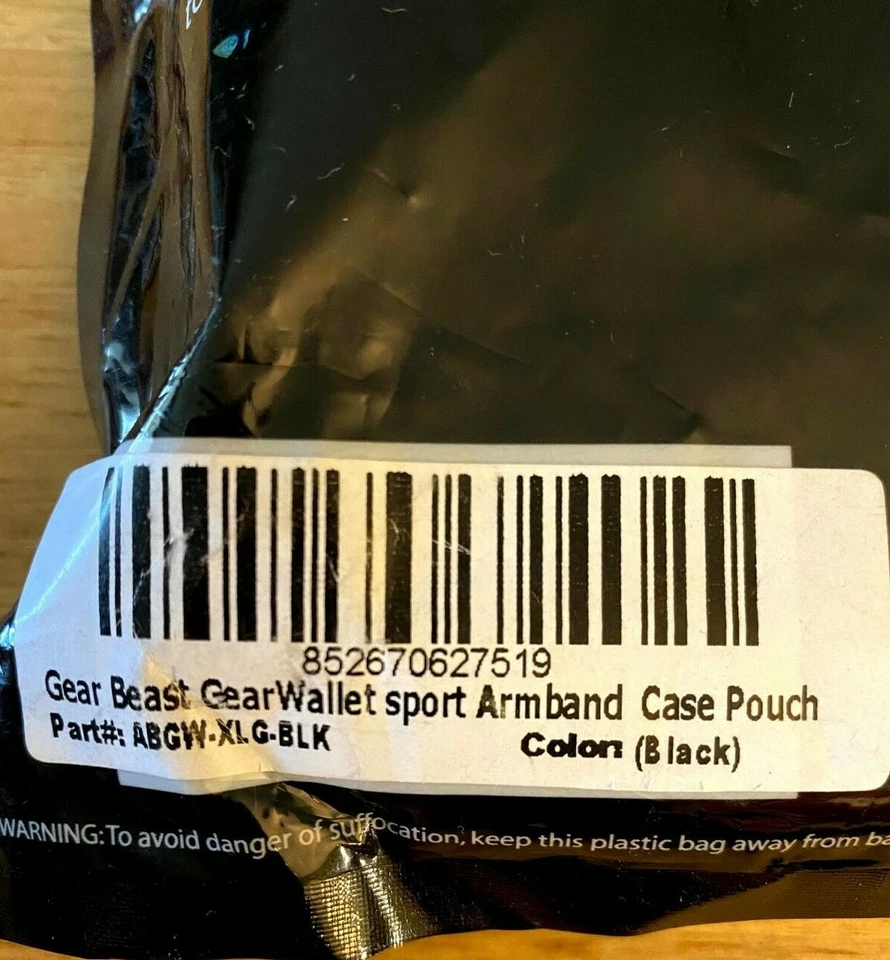 852670627519
Gear Beast GearWallet sport Armband Case Pouch
Part#: ABGW-XLG-BLK Color: (Black)
WARNING: To avoid danger of suffocation, keep this plastic bag away from